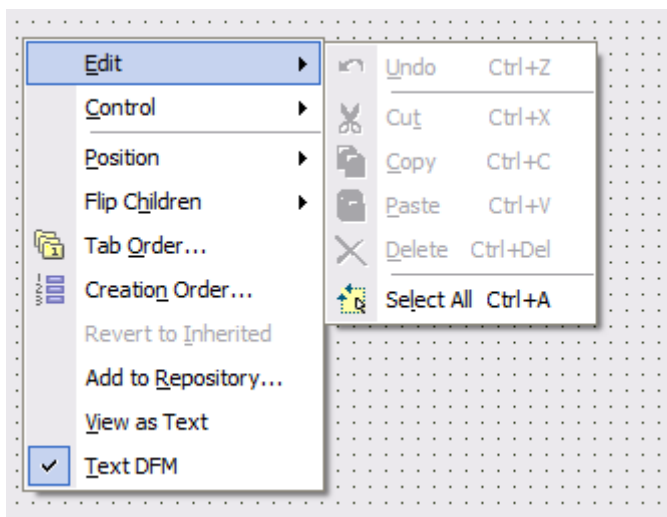 Edit
Control
Position
Flip Children
Tab Order...
Creation Order...
Revert to Inherited
Add to Repository...
View as Text
Text DFM
Undo Ctrl+Z
Cut Ctrl+X
Copy Ctrl+C
Paste Ctrl+V
Delete Ctrl+Del
Select All Ctrl+A